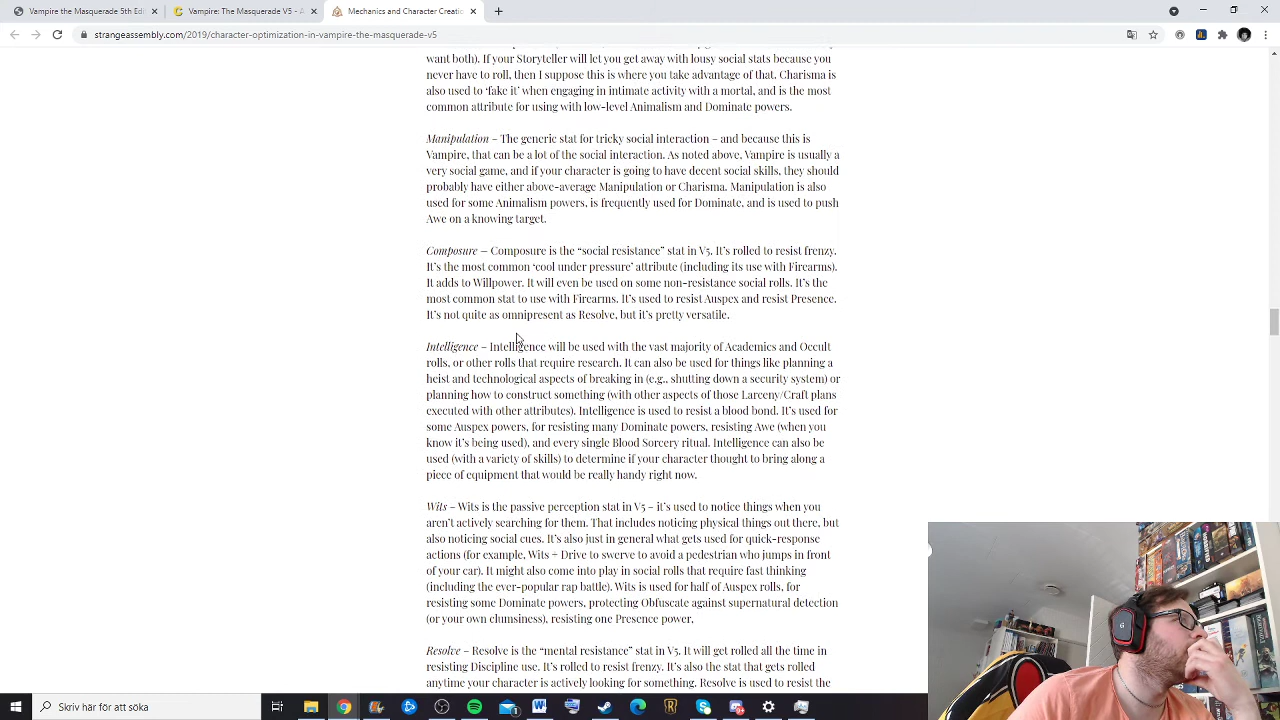 Vampire the Masquerade 5th Edi
Vampire: The Masquerade V5 - A
Mechanics and Character Creatio
strangeassembly.com/2019/character-optimization-in-vampire-the-masquerade-v5
want both). If your Storyteller will let you get away with lousy social stats because you
never have to roll, then I suppose this is where you take advantage of that. Charisma is
also used to ‘fake it’ when engaging in intimate activity with a mortal, and is the most
common attribute for using with low-level Animalism and Dominate powers.
Manipulation – The generic stat for tricky social interaction – and because this is
Vampire, that can be a lot of the social interaction. As noted above, Vampire is usually a
very social game, and if your character is going to have decent social skills, they should
probably have either above-average Manipulation or Charisma. Manipulation is also
used for some Animalism powers, is frequently used for Dominate, and is used to push
Awe on a knowing target.
Composure – Composure is the “social resistance” stat in V5. It’s rolled to resist frenzy.
It’s the most common ‘cool under pressure’ attribute (including its use with Firearms).
It adds to Willpower. It will even be used on some non-resistance social rolls. It’s the
most common stat to use with Firearms. It’s used to resist Auspex and resist Presence.
It’s not quite as omnipresent as Resolve, but it’s pretty versatile.
Intelligence – Intelligence will be used with the vast majority of Academics and Occult
rolls, or other rolls that require research. It can also be used for things like planning a
heist and technological aspects of breaking in (e.g., shutting down a security system) or
planning how to construct something (with other aspects of those Larceny/Craft plans
executed with other attributes). Intelligence is used to resist a blood bond. It’s used for
some Auspex powers, for resisting many Dominate powers, resisting Awe (when you
know it’s being used), and every single Blood Sorcery ritual. Intelligence can also be
used (with a variety of skills) to determine if your character thought to bring along a
piece of equipment that would be really handy right now.
Wits – Wits is the passive perception stat in V5 – it’s used to notice things when you
aren’t actively searching for them. That includes noticing physical things out there, but
also noticing social cues. It’s also just in general what gets used for quick-response
actions (for example, Wits + Drive to swerve to avoid a pedestrian who jumps in front
of your car). It might also come into play in social rolls that require fast thinking
(including the ever-popular rap battle). Wits is used for half of Auspex rolls, for
resisting some Dominate powers, protecting Obfuscate against supernatural detection
(or your own clumsiness), resisting one Presence power.
Resolve – Resolve is the “mental resistance” stat in V5. It will get rolled all the time in
resisting Discipline use. It’s rolled to resist frenzy. It’s also the stat that gets rolled
anytime your character is actively looking for something. Resolve is used to resist the
Skriv här för att söka